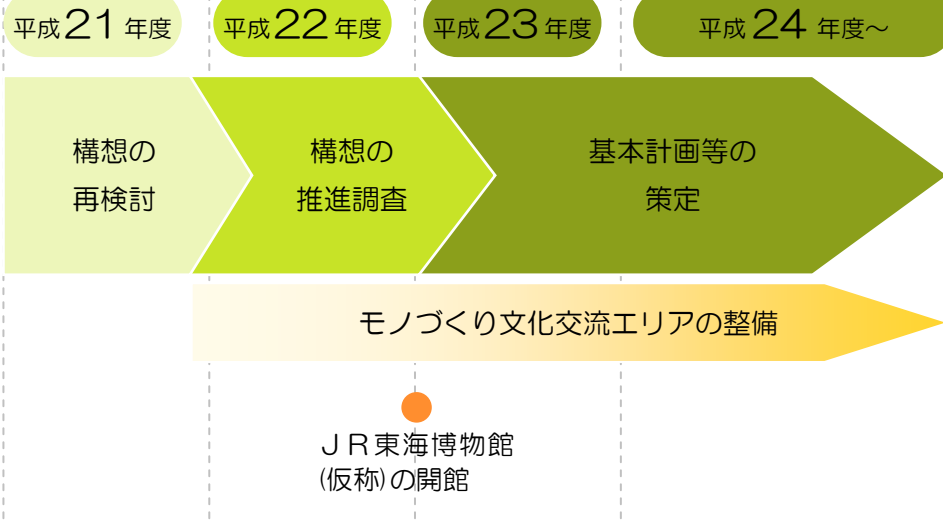 平成21年度
平成22年度
平成23年度
平成24年度～
構想の
再検討
構想の
推進調査
基本計画等の
策定
モノづくり文化交流エリアの整備
ＪＲ東海博物館
(仮称)の開館